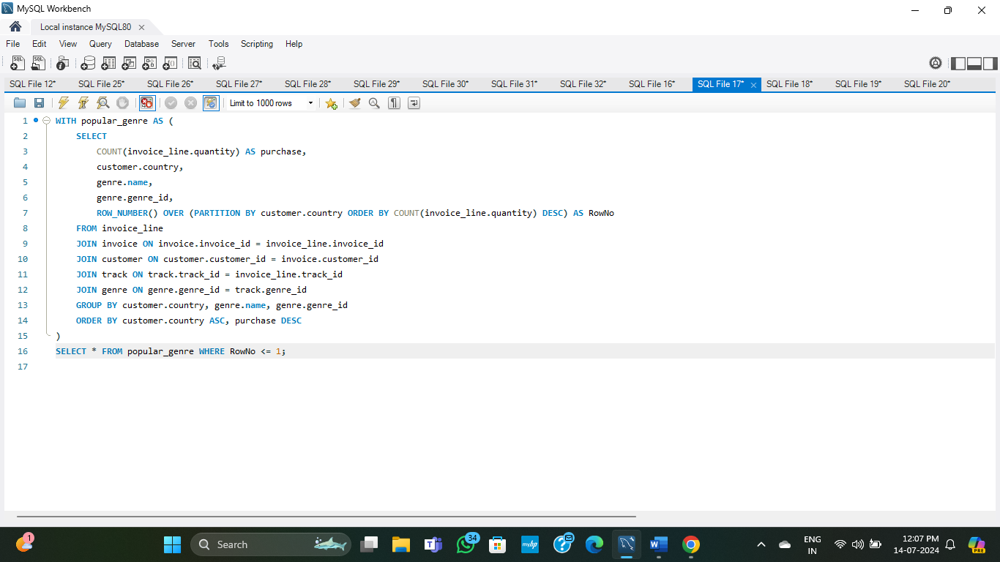 MySQL Workbench
Local instance MySQL80
File Edit View Query Database Server Tools Scripting Help
SQL File 12* SQL File 25* SQL File 26* SQL File 27* SQL File 28* SQL File 29* SQL File 30* SQL File 31* SQL File 32* SQL File 16* SQL File 17* SQL File 18* SQL File 19* SQL File 20*
Limit to 1000 rows
1 WITH popular_genre AS (
2 SELECT
3 COUNT(invoice_line.quantity) AS purchase,
4 customer.country,
5 genre.name,
6 genre.genre_id,
7 ROW_NUMBER() OVER (PARTITION BY customer.country ORDER BY COUNT(invoice_line.quantity) DESC) AS RowNo
8 FROM invoice_line
9 JOIN invoice ON invoice.invoice_id = invoice_line.invoice_id
10 JOIN customer ON customer.customer_id = invoice.customer_id
11 JOIN track ON track.track_id = invoice_line.track_id
12 JOIN genre ON genre.genre_id = track.genre_id
13 GROUP BY customer.country, genre.name, genre.genre_id
14 ORDER BY customer.country ASC, purchase DESC
15 )
16 SELECT * FROM popular_genre WHERE RowNo <= 1;
17
1
Search
34
myhp
ENG
IN
12:07 PM
14-07-2024
PRE